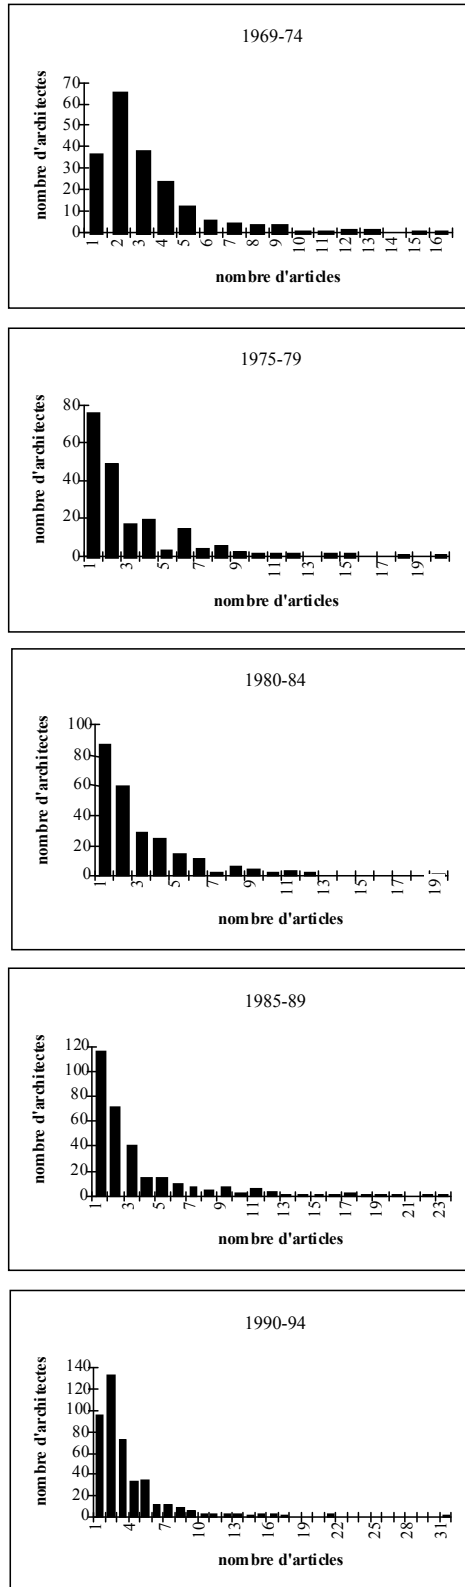 1969-74
nombre d'architectes
70
60
50
40
30
20
10
0
1 2 3 4 5 6 7 8 9 10 11 12 13 14 15 16
nombre d'articles
1975-79
nombre d'architectes
80
60
40
20
0
1 3 5 7 9 11 13 15 17 19
nombre d'articles
1980-84
nombre d'architectes
100
80
60
40
20
0
1 3 5 7 9 11 13 15 17 19
nombre d'articles
1985-89
nombre d'architectes
120
100
80
60
40
20
0
1 3 5 7 9 11 13 15 17 19 21 23
nombre d'articles
1990-94
nombre d'architectes
140
120
100
80
60
40
20
0
1 4 7 10 13 16 19 22 25 28 31
nombre d'articles